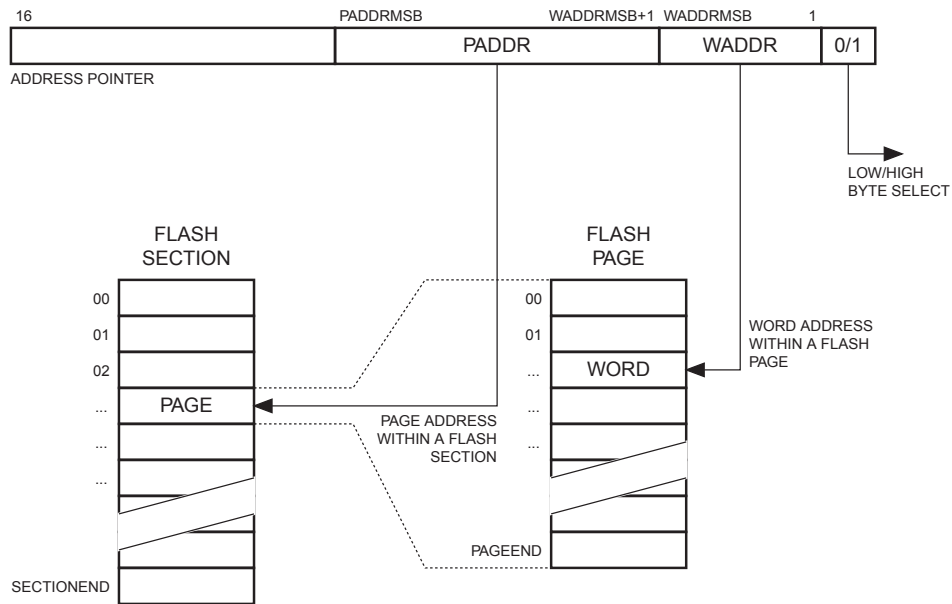 16 PADDRMSB WADDRMSB+1 WADDRMSB 1
PADDR WADDR 0/1
ADDRESS POINTER
LOW/HIGH
BYTE SELECT
FLASH
SECTION
FLASH
PAGE
00
01
02
...
PAGE
...
...
SECTIONEND
00
01
...
WORD
...
...
PAGEEND
WORD ADDRESS
WITHIN A FLASH
PAGE
PAGE ADDRESS
WITHIN A FLASH
SECTION